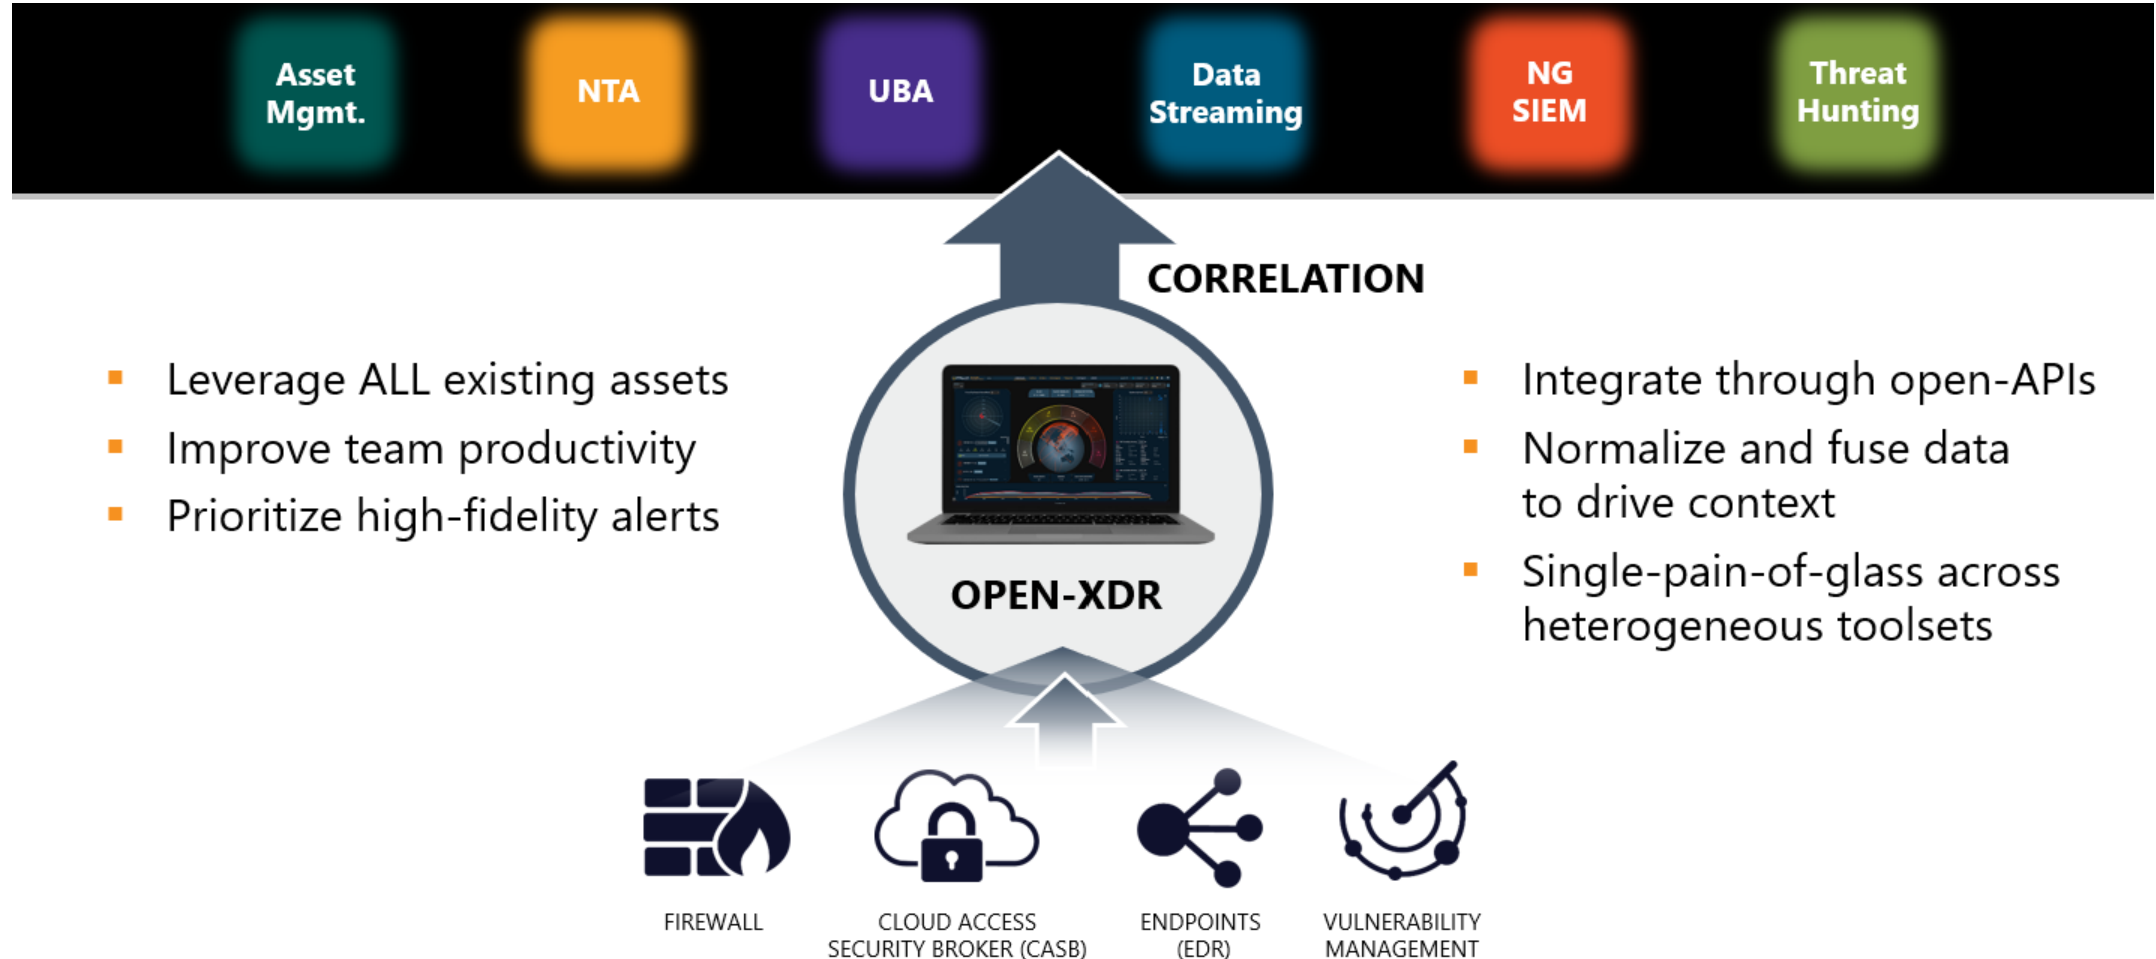 Asset
Mgmt.
NTA
UBA
Data
Streaming
NG
SIEM
Threat
Hunting
CORRELATION
Leverage ALL existing assets
Improve team productivity
Prioritize high-fidelity alerts
Integrate through open-APIs
Normalize and fuse data
to drive context
Single-pain-of-glass across
heterogeneous toolsets
OPEN-XDR
FIREWALL
CLOUD ACCESS
SECURITY BROKER (CASB)
ENDPOINTS
(EDR)
VULNERABILITY
MANAGEMENT